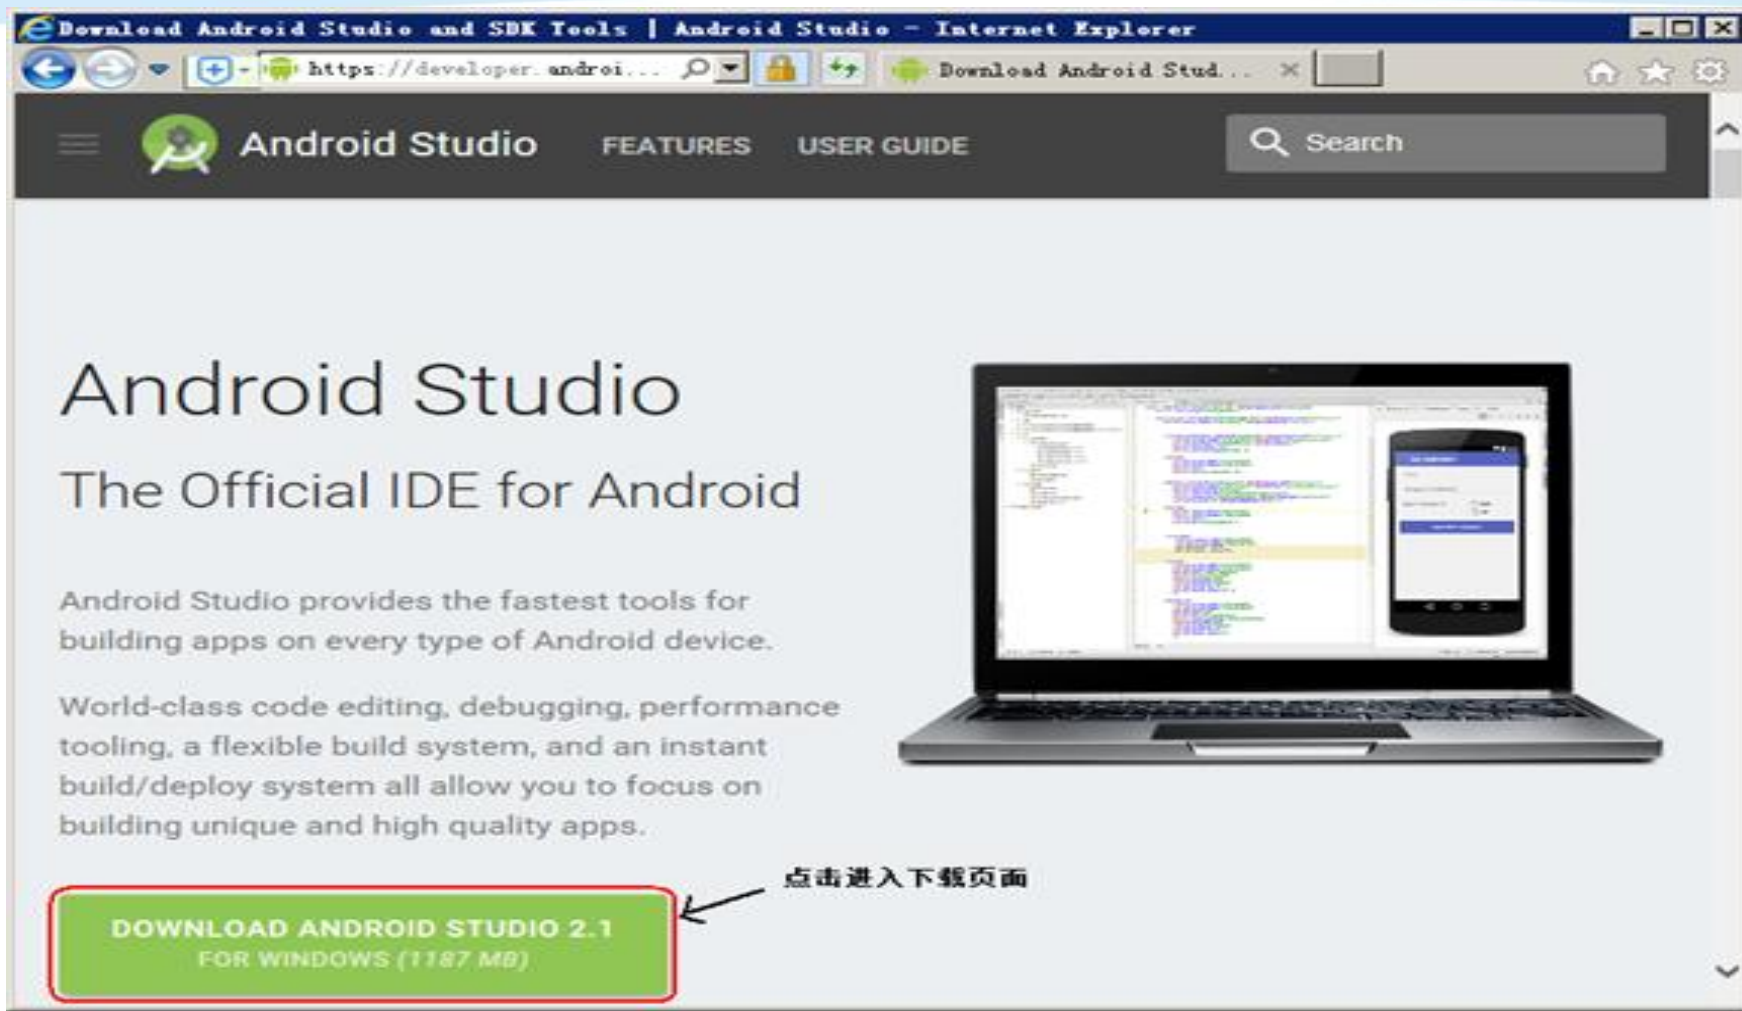 Download Android Studio and SDK Tools | Android Studio - Internet Explorer
https://developer.androi...
Download Android Stud...
Android Studio
FEATURES
USER GUIDE
Search
Android Studio
The Official IDE for Android
Android Studio provides the fastest tools for
building apps on every type of Android device.
World-class code editing, debugging, performance
tooling, a flexible build system, and an instant
build/deploy system all allow you to focus on
building unique and high quality apps.
点击进入下载页面
DOWNLOAD ANDROID STUDIO 2.1
FOR WINDOWS (1187 MB)